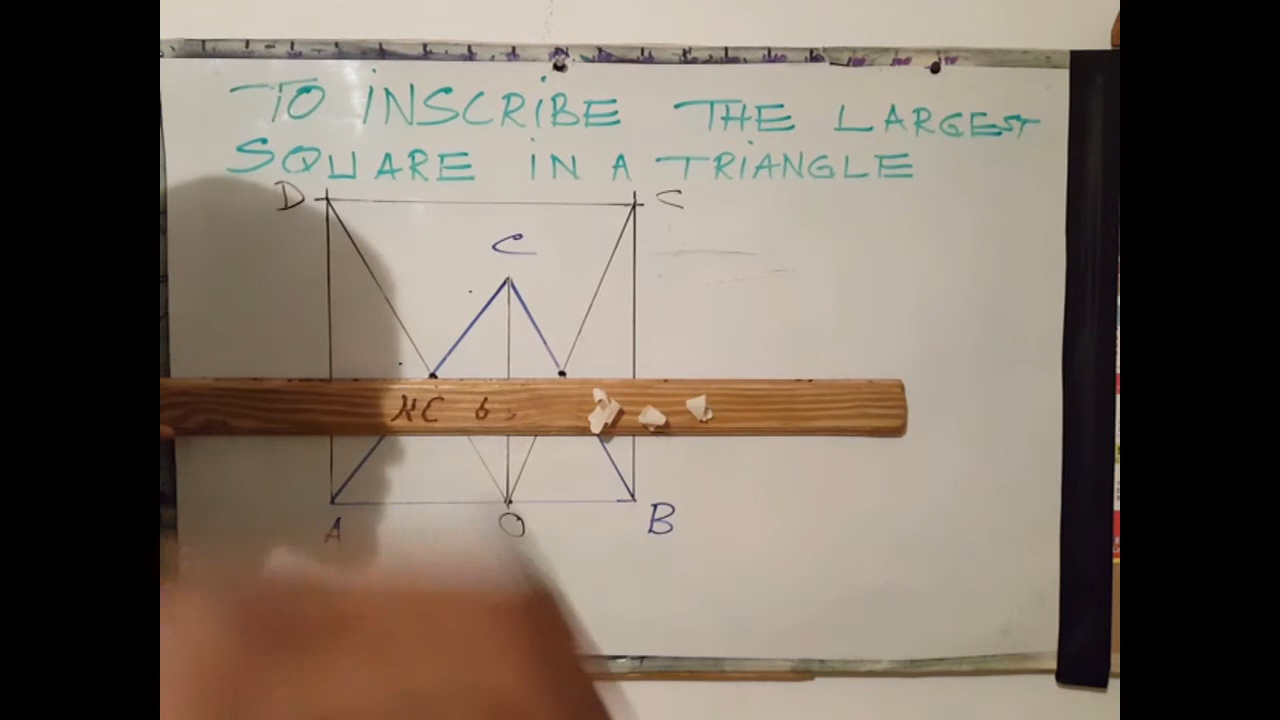 TO INSCRIBE THE LARGEST
SQUARE IN A TRIANGLE
D C
C
A O B